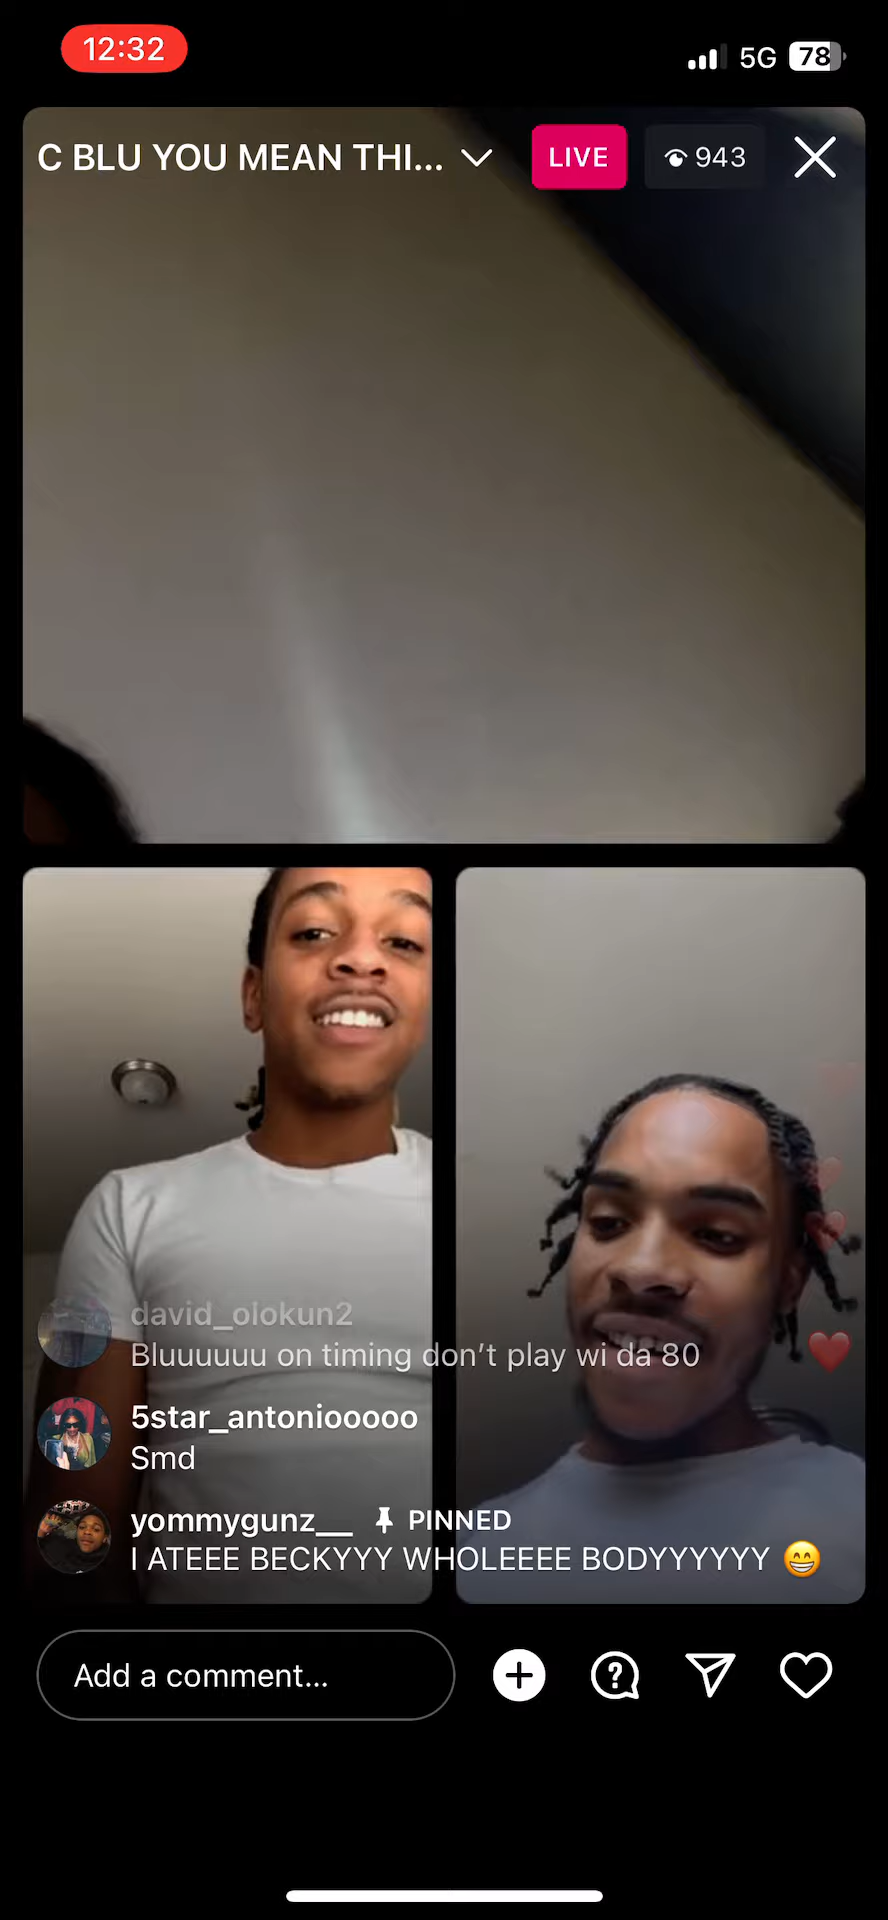 12:32
5G 78
C BLU YOU MEAN THI...
LIVE
943
david_olokun2
Bluuuuuu on timing don't play wi da 80
5star_antoniooooo
Smd
yommygunz__ PINNED
I ATEEE BECKYYY WHOLEEEE BODYYYYYY 😁
Add a comment...